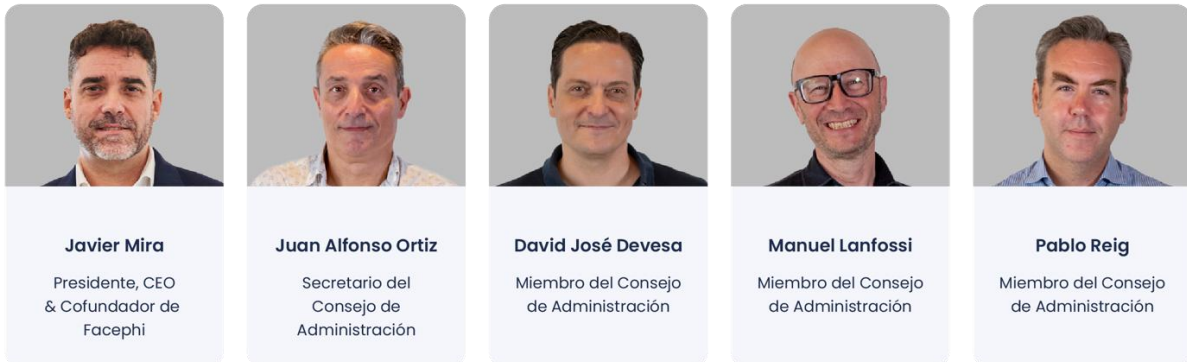 Javier Mira
Presidente, CEO
& Cofundador de
Facephi
Juan Alfonso Ortiz
Secretario del
Consejo de
Administración
David José Devesa
Miembro del Consejo
de Administración
Manuel Lanfossi
Miembro del Consejo
de Administración
Pablo Reig
Miembro del Consejo
de Administración